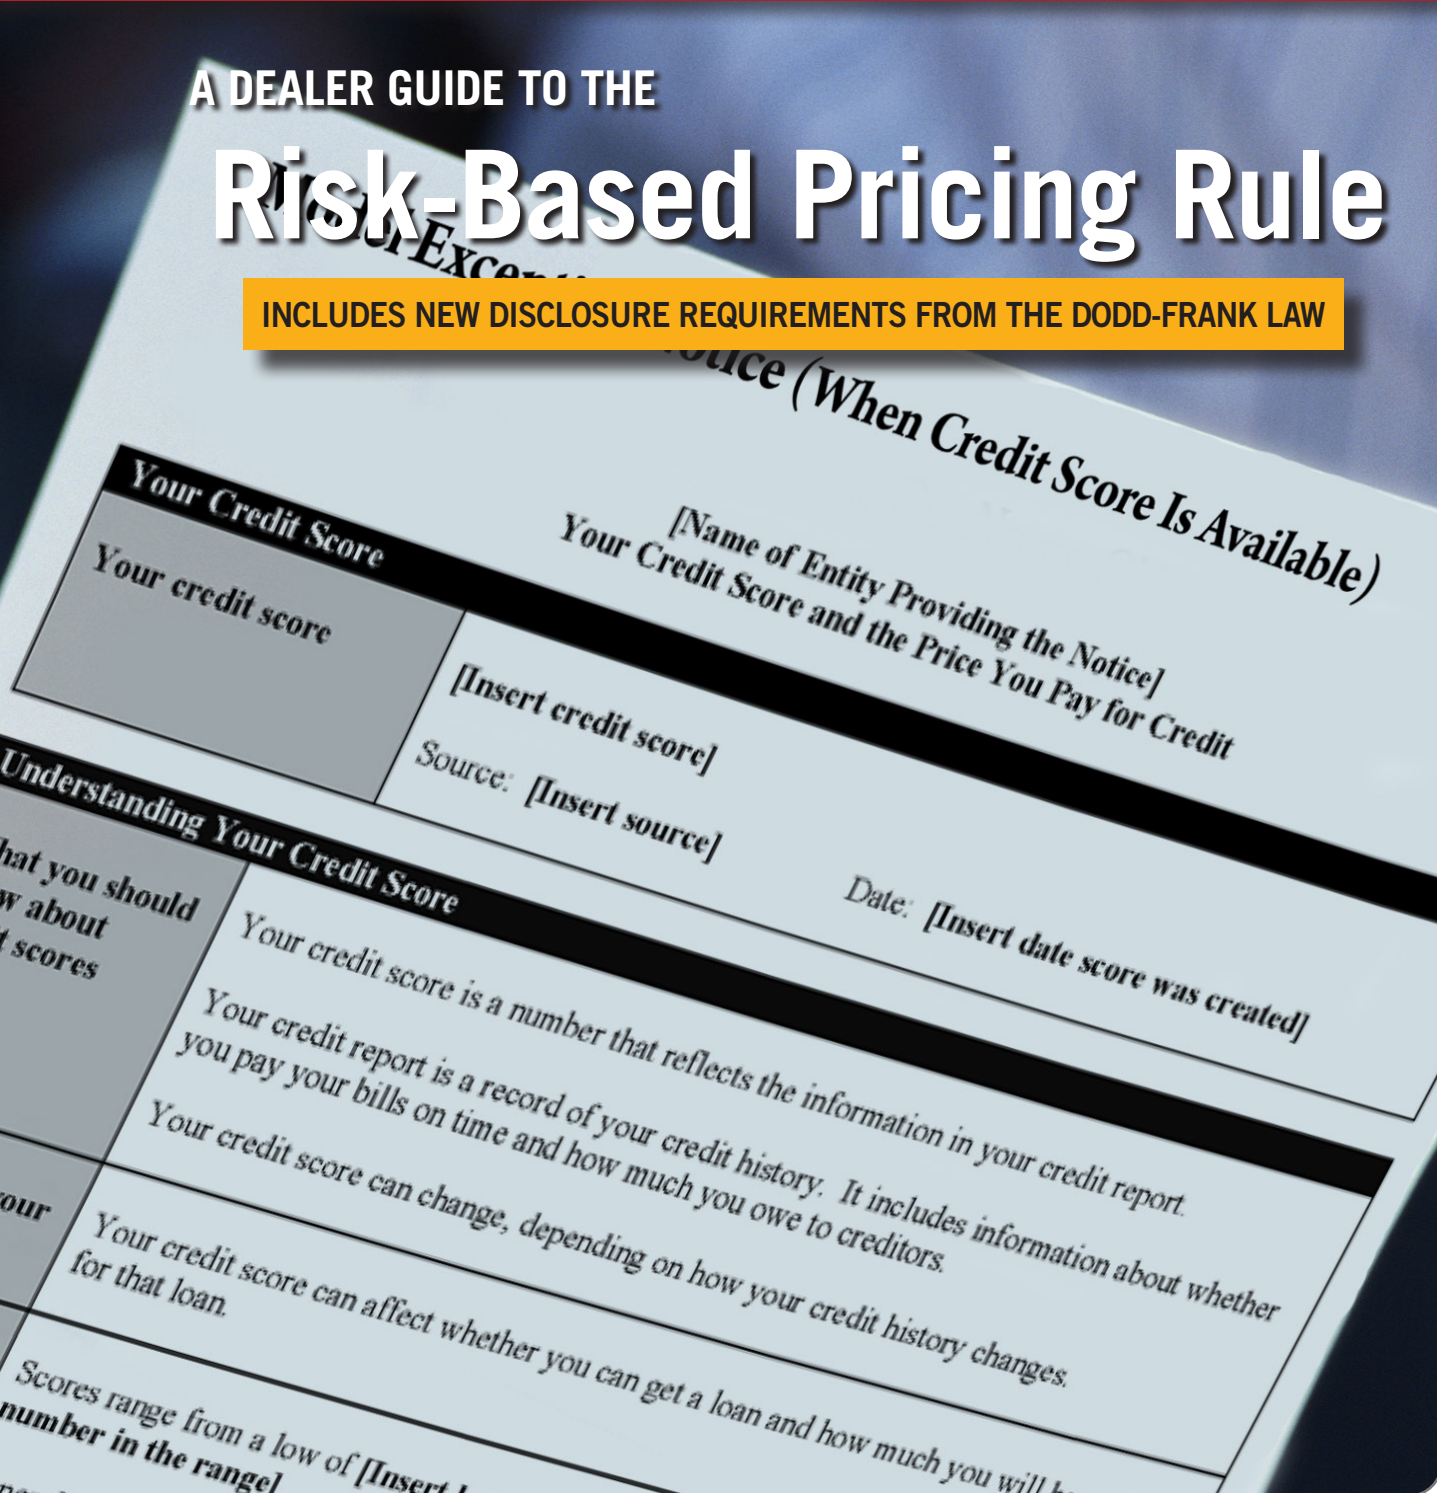 A DEALER GUIDE TO THE
Risk-Based Pricing Rule
INCLUDES NEW DISCLOSURE REQUIREMENTS FROM THE DODD-FRANK LAW
Model
(When Credit Score Is Available)
[Name of Entity Providing the Notice]
Your Credit Score and the Price You Pay for Credit
Your Credit Score
Your credit score
[Insert credit score]
Source: [Insert source]
Date: [Insert date score was created]
Understanding Your Credit Score
you should
about
scores
Your credit score is a number that reflects the information in your credit report.
Your credit report is a record of your credit history. It includes information about whether
you pay your bills on time and how much you owe to creditors.
Your credit score can change, depending on how your credit history changes.
Your credit score can affect whether you can get a loan and how much you will
for that loan.
Scores range from a low of [Insert
number in the range]